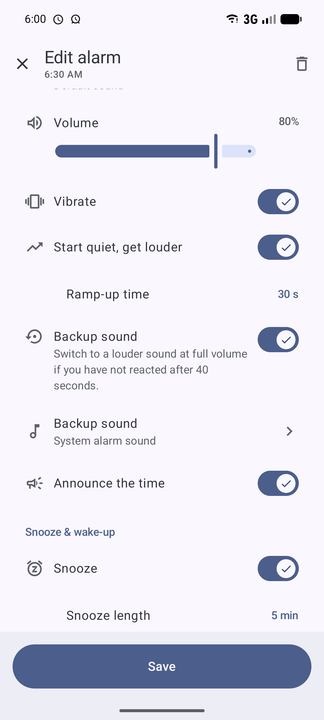 6:00
3G
Edit alarm
6:30 AM
Volume
80%
Vibrate
Start quiet, get louder
Ramp-up time
30 s
Backup sound
Switch to a louder sound at full volume
if you have not reacted after 40
seconds.
Backup sound
System alarm sound
Announce the time
Snooze & wake-up
Snooze
Snooze length
5 min
Save